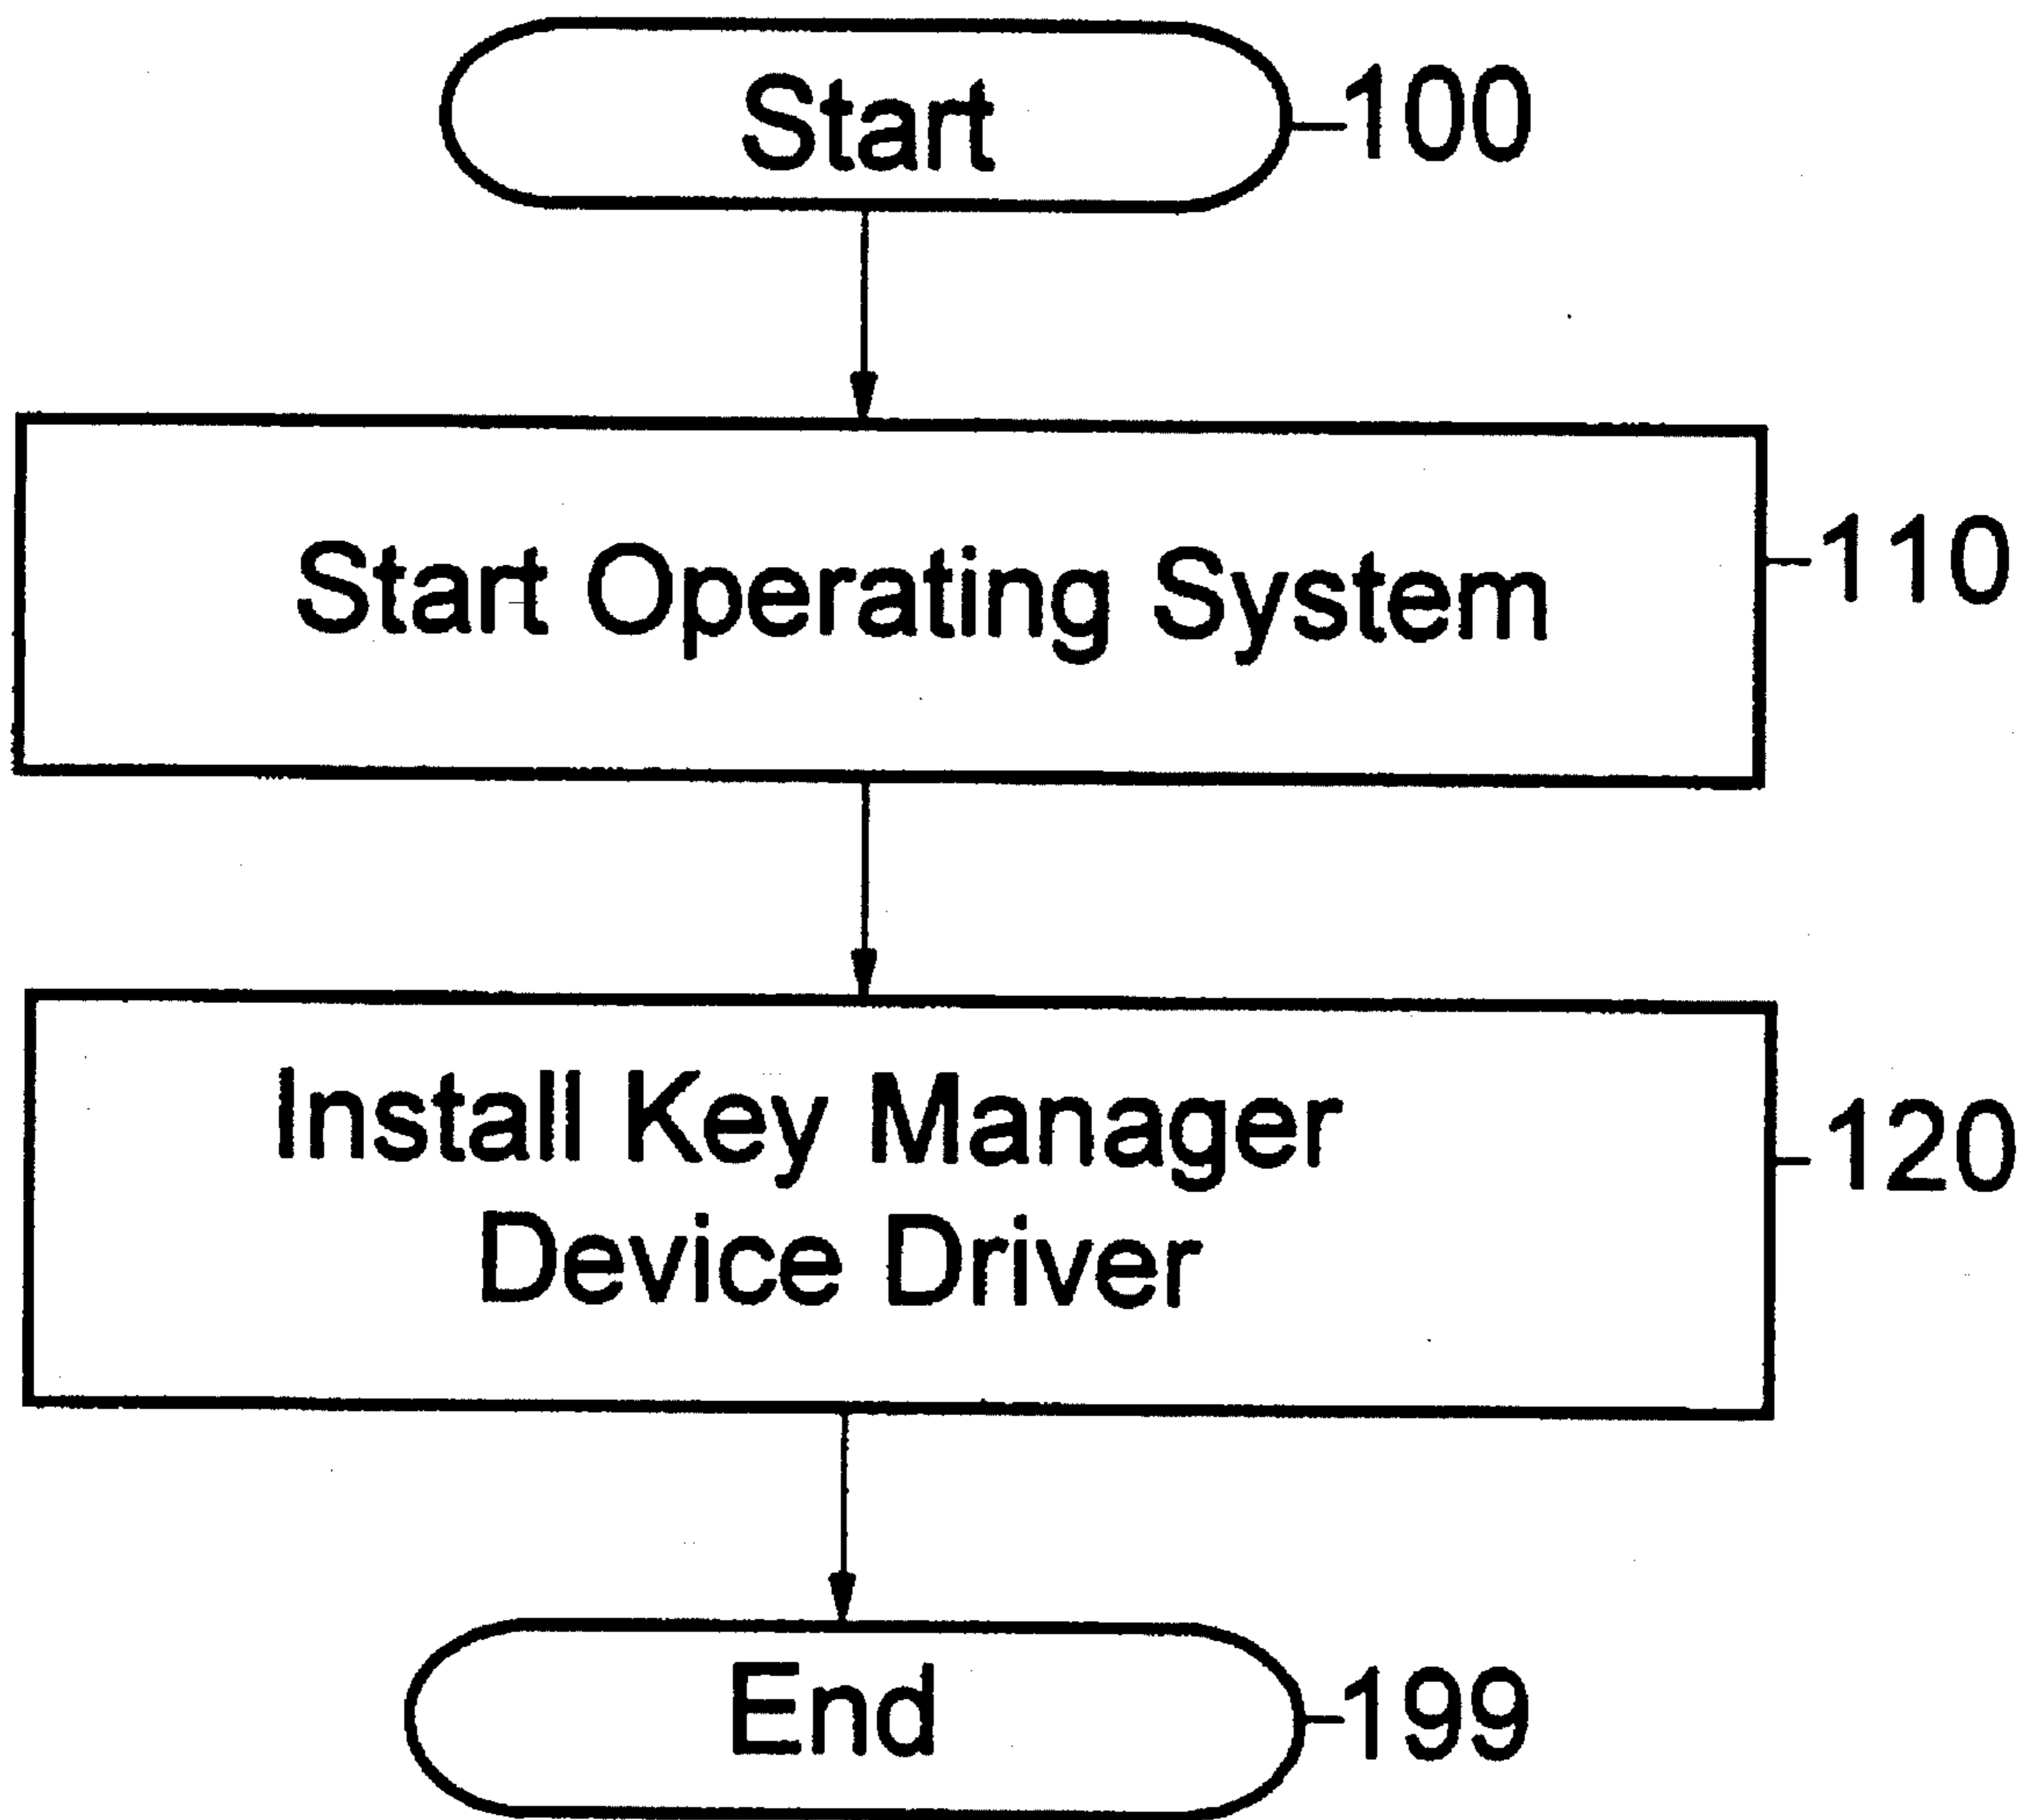 Start
100
Start Operating System
110
Install Key Manager
Device Driver
120
End
199